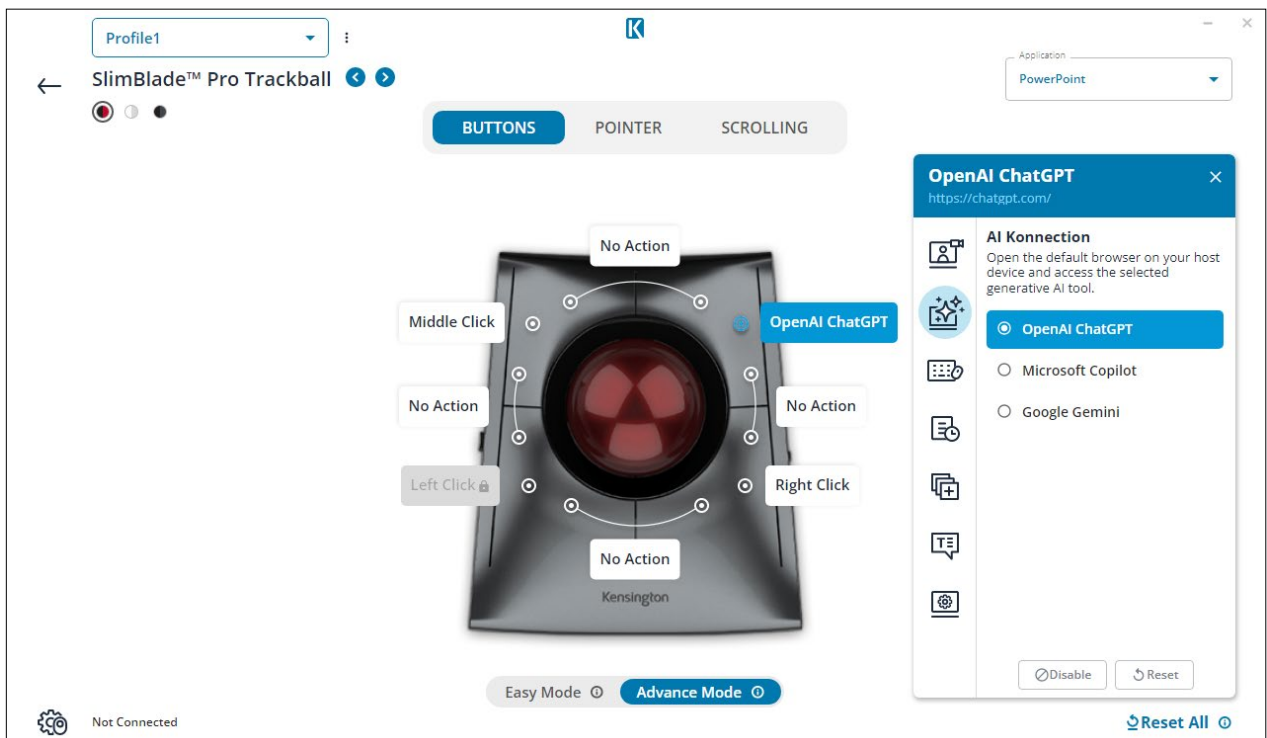 Profile1
K
Application
PowerPoint
SlimBlade™ Pro Trackball
BUTTONS
POINTER
SCROLLING
OpenAI ChatGPT
https://chatgpt.com/
AI Konnection
Open the default browser on your host
device and access the selected
generative AI tool.
OpenAI ChatGPT
Microsoft Copilot
Google Gemini
Disable
Reset
No Action
Middle Click
OpenAI ChatGPT
No Action
No Action
Left Click
Right Click
No Action
Kensington
Easy Mode
Advance Mode
Not Connected
Reset All